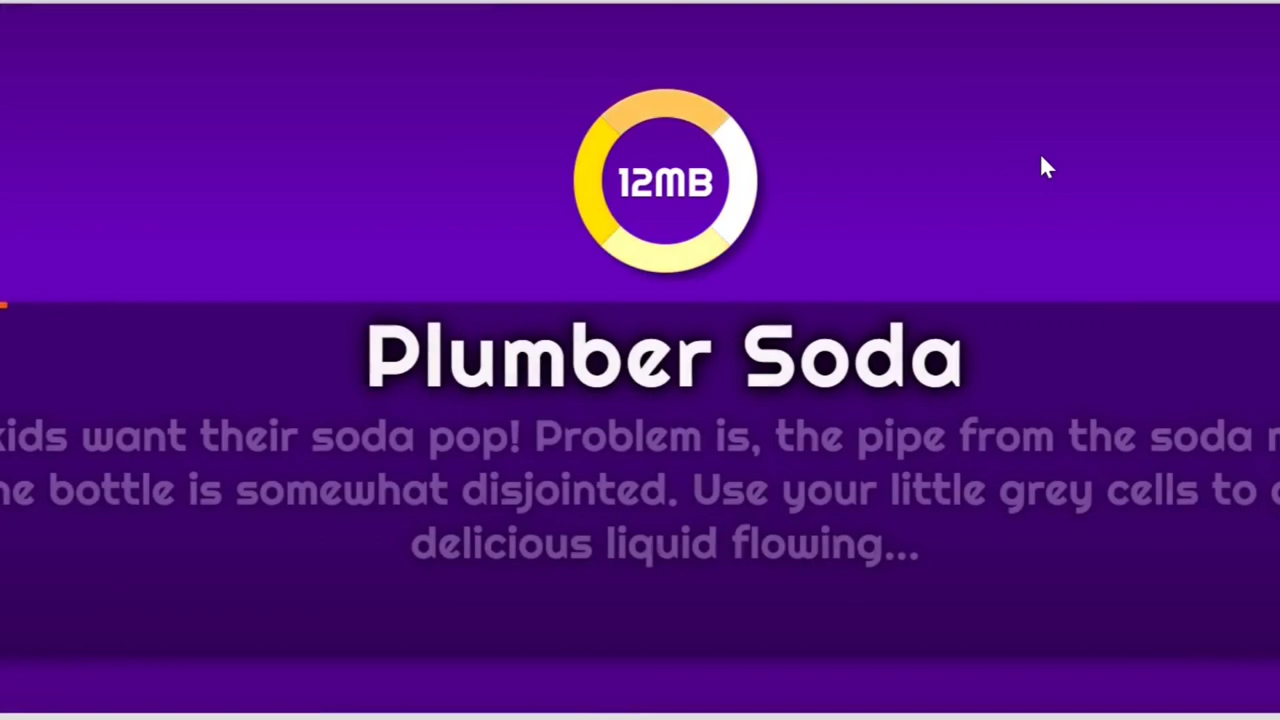 12MB
Plumber Soda
kids want their soda pop! Problem is, the pipe from the soda
bottle is somewhat disjointed. Use your little grey cells to
delicious liquid flowing...